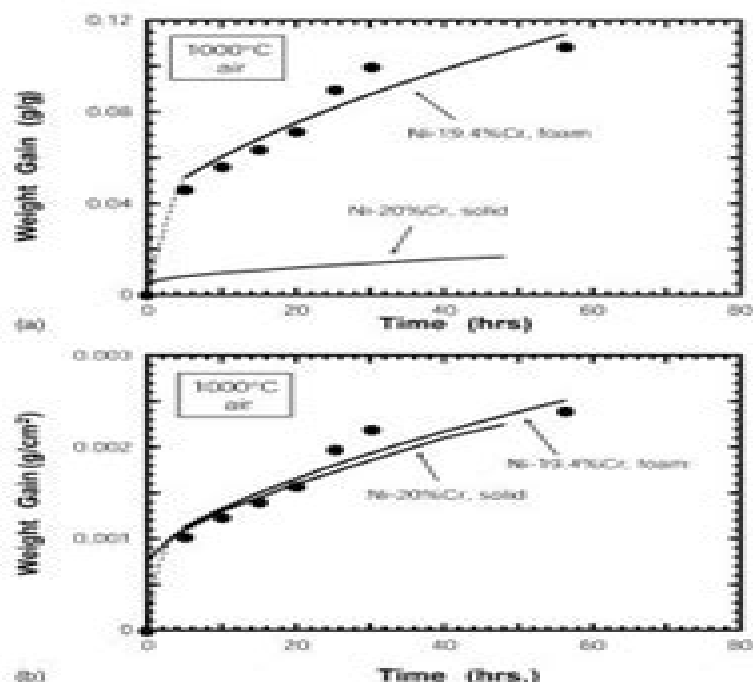 0.12
1000°C
air
Weight Gain (g/g)
0.08
Ni-19.4%Cr, foam
0.04
Ni-20%Cr, solid
0
0 20 40 60 80
(a)
Time (hrs)
0.003
1000°C
air
Weight Gain (g/cm²)
0.002
Ni-19.4%Cr, foam
Ni-20%Cr, solid
0.001
0
0 20 40 60 80
(b)
Time (hrs.)